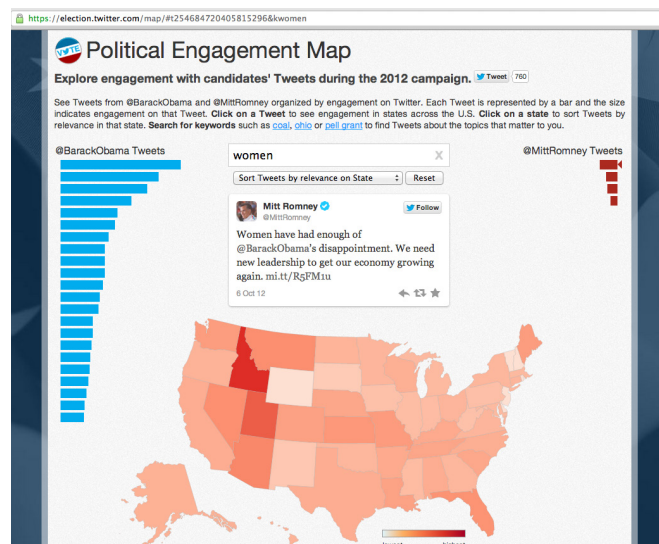 https://election.twitter.com/map/#t254687204058152​96&kwomen
VOTE
Political Engagement Map
Explore engagement with candidates' Tweets during the 2012 campaign. Tweet 760
See Tweets from @BarackObama and @MittRomney organized by engagement on Twitter. Each Tweet is represented by a bar and the size
indicates engagement on that Tweet. Click on a Tweet to see engagement in states across the U.S. Click on a state to sort Tweets by
relevance in that state. Search for keywords such as coal, ohio or pell grant to find Tweets about the topics that matter to you.
@BarackObama Tweets
women X
@MittRomney Tweets
Sort Tweets by relevance on State Reset
Mitt Romney Follow
@MittRomney
Women have had enough of
@BarackObama's disappointment. We need
new leadership to get our economy growing
again. mi.tt/R5FM1u
6 Oct 12
lowest highest